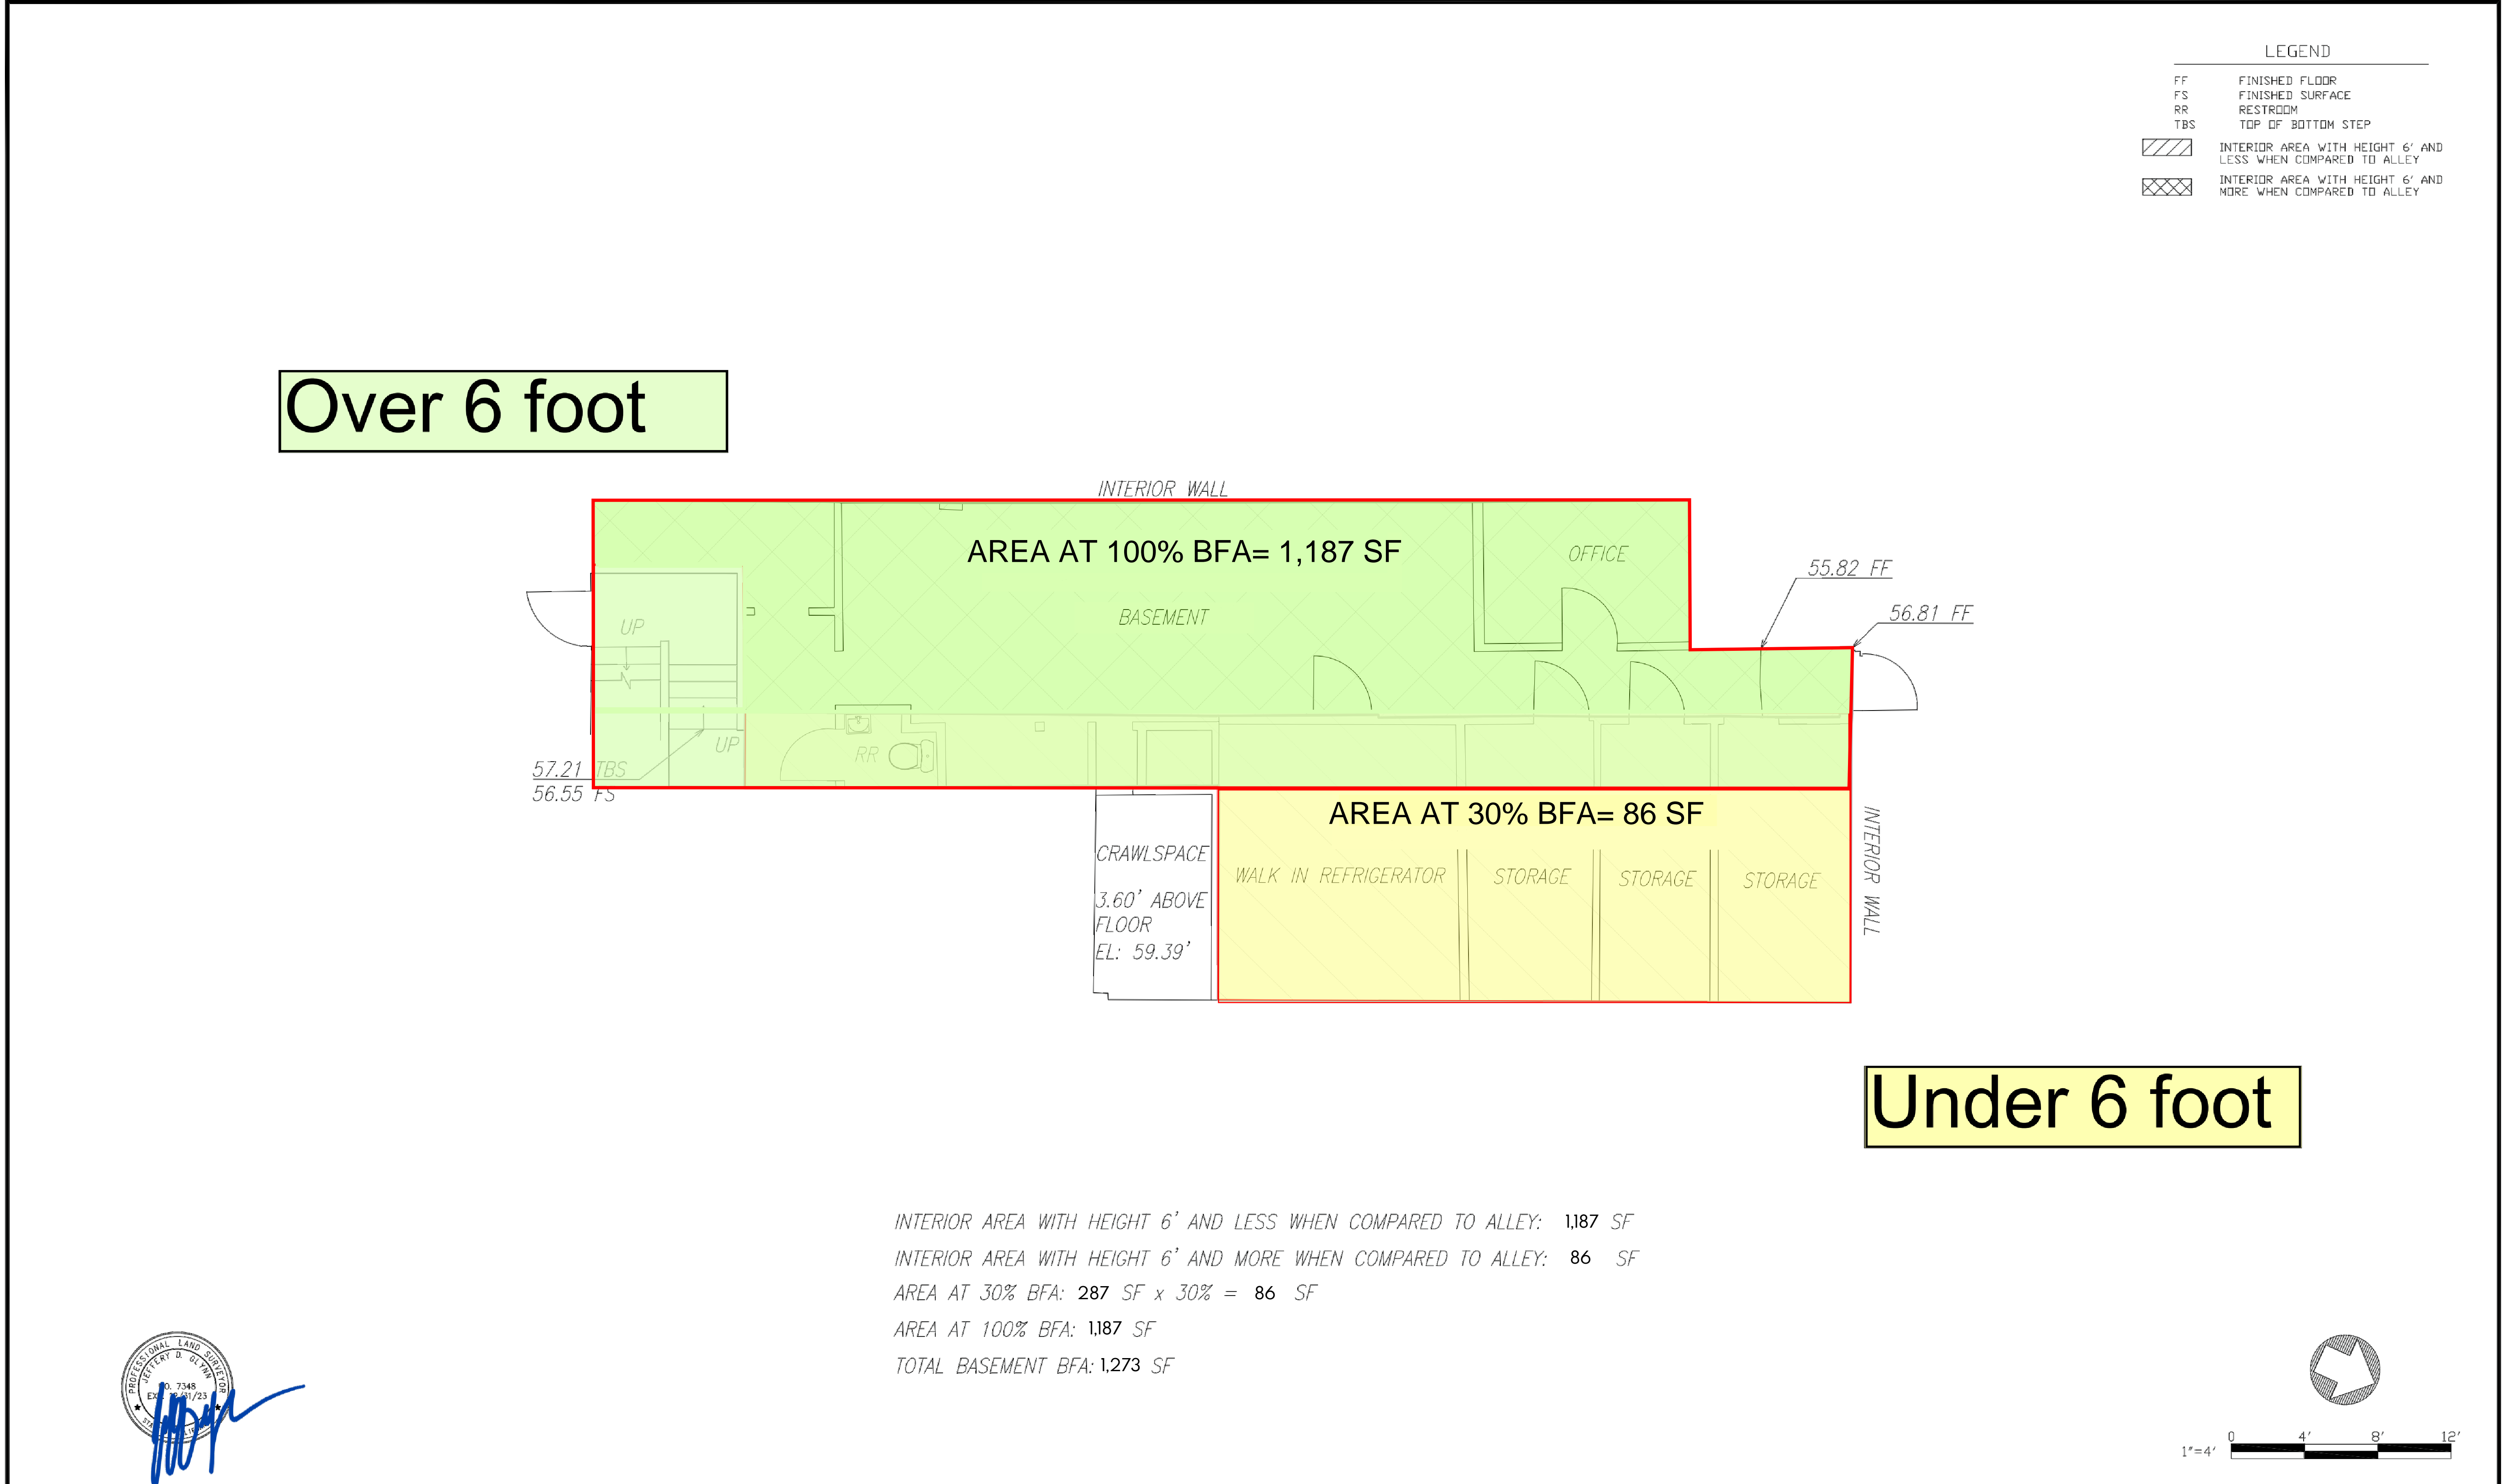 LEGEND
FF FINISHED FLOOR
FS FINISHED SURFACE
RR RESTROOM
TBS TOP OF BOTTOM STEP
INTERIOR AREA WITH HEIGHT 6' AND
LESS WHEN COMPARED TO ALLEY
INTERIOR AREA WITH HEIGHT 6' AND
MORE WHEN COMPARED TO ALLEY
Over 6 foot
INTERIOR WALL
AREA AT 100% BFA= 1,187 SF
OFFICE
55.82 FF
BASEMENT
56.81 FF
UP
UP
RR
57.21 TBS
56.55 FS
AREA AT 30% BFA= 86 SF
INTERIOR WALL
CRAWLSPACE
3.60' ABOVE
FLOOR
EL: 59.39'
WALK IN REFRIGERATOR
STORAGE
STORAGE
STORAGE
Under 6 foot
INTERIOR AREA WITH HEIGHT 6' AND LESS WHEN COMPARED TO ALLEY: 1,187 SF
INTERIOR AREA WITH HEIGHT 6' AND MORE WHEN COMPARED TO ALLEY: 86 SF
AREA AT 30% BFA: 287 SF x 30% = 86 SF
AREA AT 100% BFA: 1,187 SF
TOTAL BASEMENT BFA: 1,273 SF
PROFESSIONAL LAND SURVEYOR
JEFFERY D. GLYNN
7348
/23
1"=4'
0 4' 8' 12'